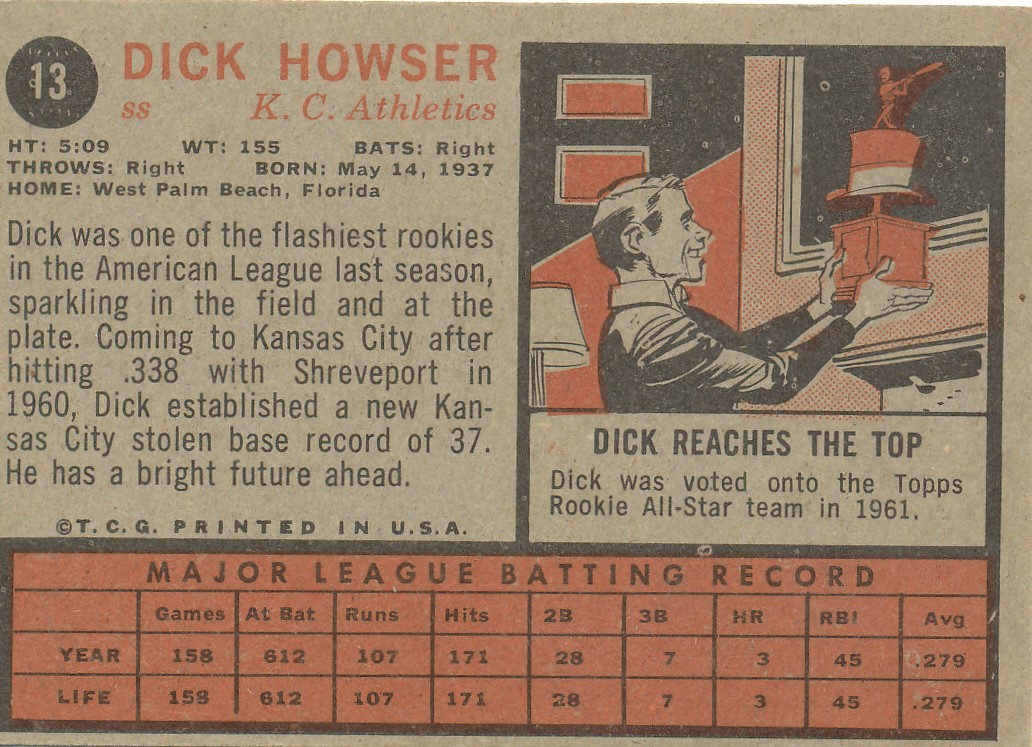 13
DICK HOWSER
ss K. C. Athletics
HT: 5:09 WT: 155 BATS: Right
THROWS: Right BORN: May 14, 1937
HOME: West Palm Beach, Florida
Dick was one of the flashiest rookies
in the American League last season,
sparkling in the field and at the
plate. Coming to Kansas City after
hitting .338 with Shreveport in
1960, Dick established a new Kan-
sas City stolen base record of 37.
He has a bright future ahead.
©T. C. G. PRINTED IN U.S.A.
DICK REACHES THE TOP
Dick was voted onto the Topps
Rookie All-Star team in 1961.
MAJOR LEAGUE BATTING RECORD
Games At Bat Runs Hits 2B 3B HR RBI Avg
YEAR 158 612 107 171 28 7 3 45 .279
LIFE 158 612 107 171 28 7 3 45 .279